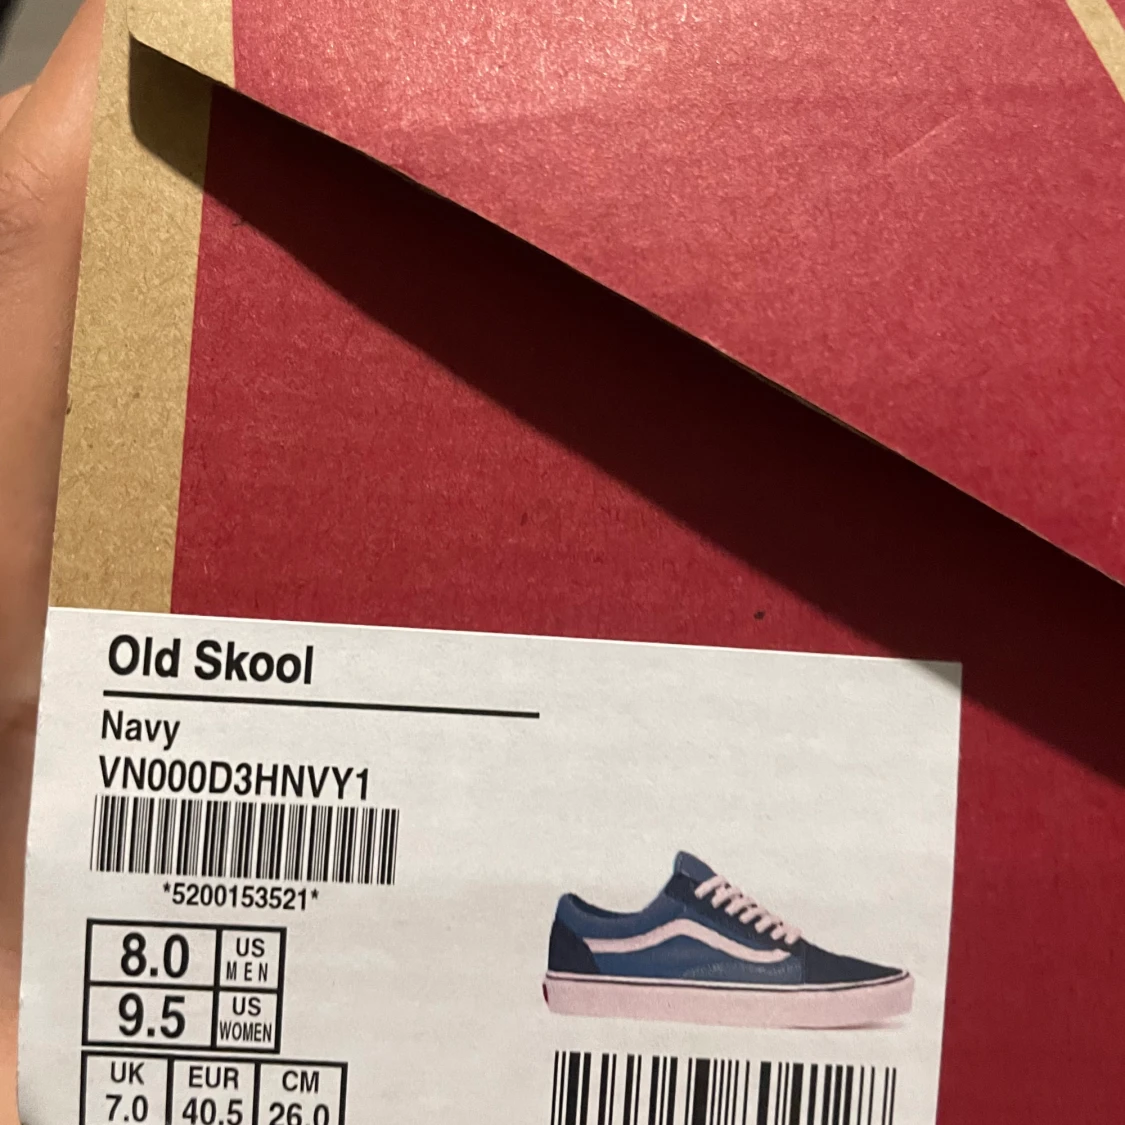 Old Skool
Navy
VN000D3HNVY1
*5200153521*
8.0 US MEN
9.5 US WOMEN
UK EUR CM
7.0 40.5 26.0